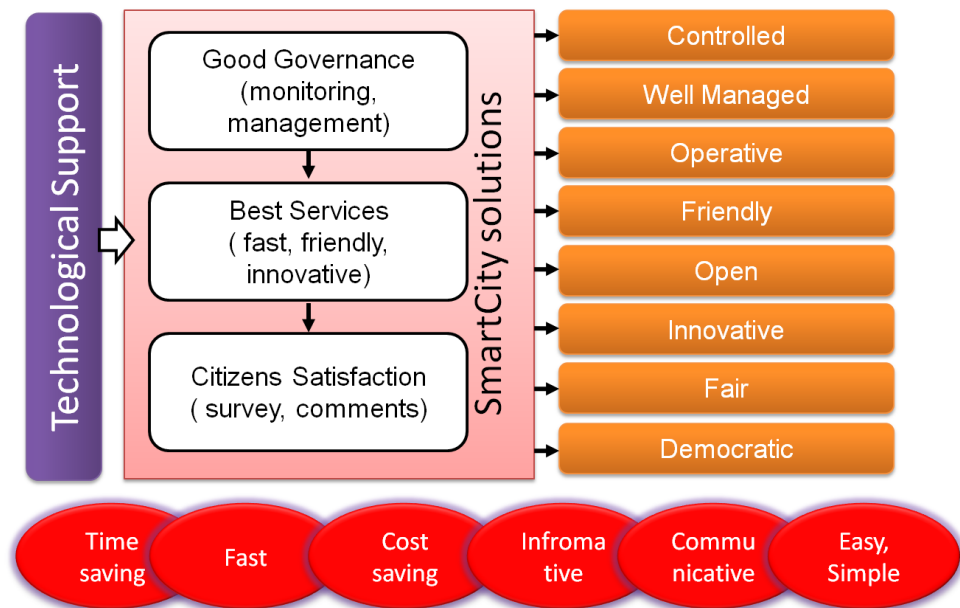 Technological Support
Good Governance
(monitoring,
management)
Best Services
( fast, friendly,
innovative)
Citizens Satisfaction
( survey, comments)
SmartCity solutions
Controlled
Well Managed
Operative
Friendly
Open
Innovative
Fair
Democratic
Time
saving
Fast
Cost
saving
Infroma
tive
Commu
nicative
Easy,
Simple